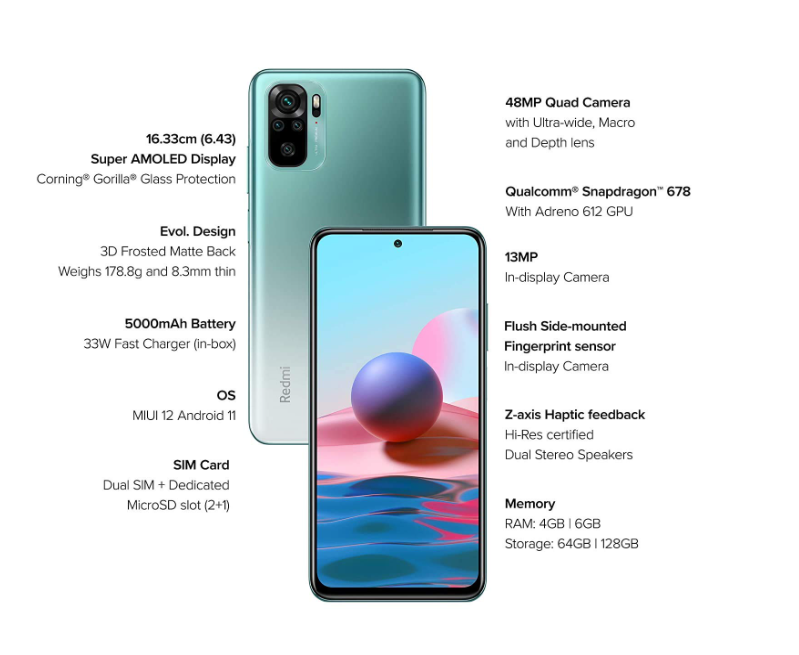 16.33cm (6.43)
Super AMOLED Display
Corning® Gorilla® Glass Protection
Evol. Design
3D Frosted Matte Back
Weighs 178.8g and 8.3mm thin
5000mAh Battery
33W Fast Charger (in-box)
OS
MIUI 12 Android 11
SIM Card
Dual SIM + Dedicated
MicroSD slot (2+1)
Redmi
48MP Quad Camera
with Ultra-wide, Macro
and Depth lens
Qualcomm® Snapdragon™ 678
With Adreno 612 GPU
13MP
In-display Camera
Flush Side-mounted
Fingerprint sensor
In-display Camera
Z-axis Haptic feedback
Hi-Res certified
Dual Stereo Speakers
Memory
RAM: 4GB | 6GB
Storage: 64GB | 128GB